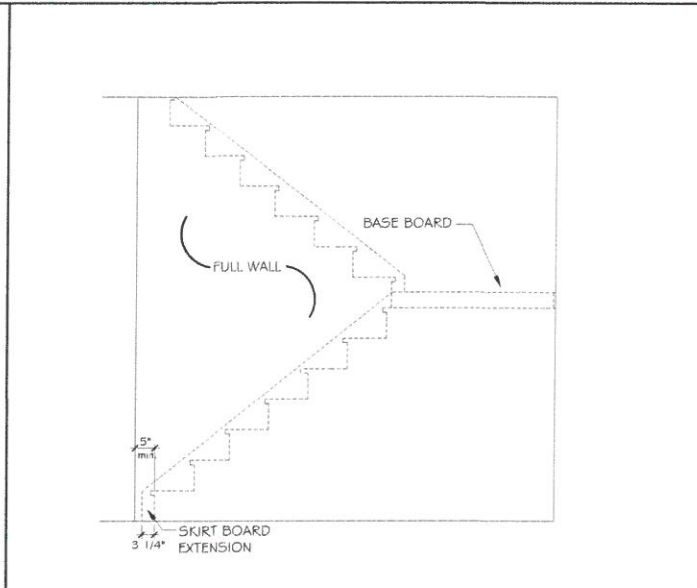 BASE BOARD
FULL WALL
5"
min.
SKIRT BOARD
3 1/4"
EXTENSION